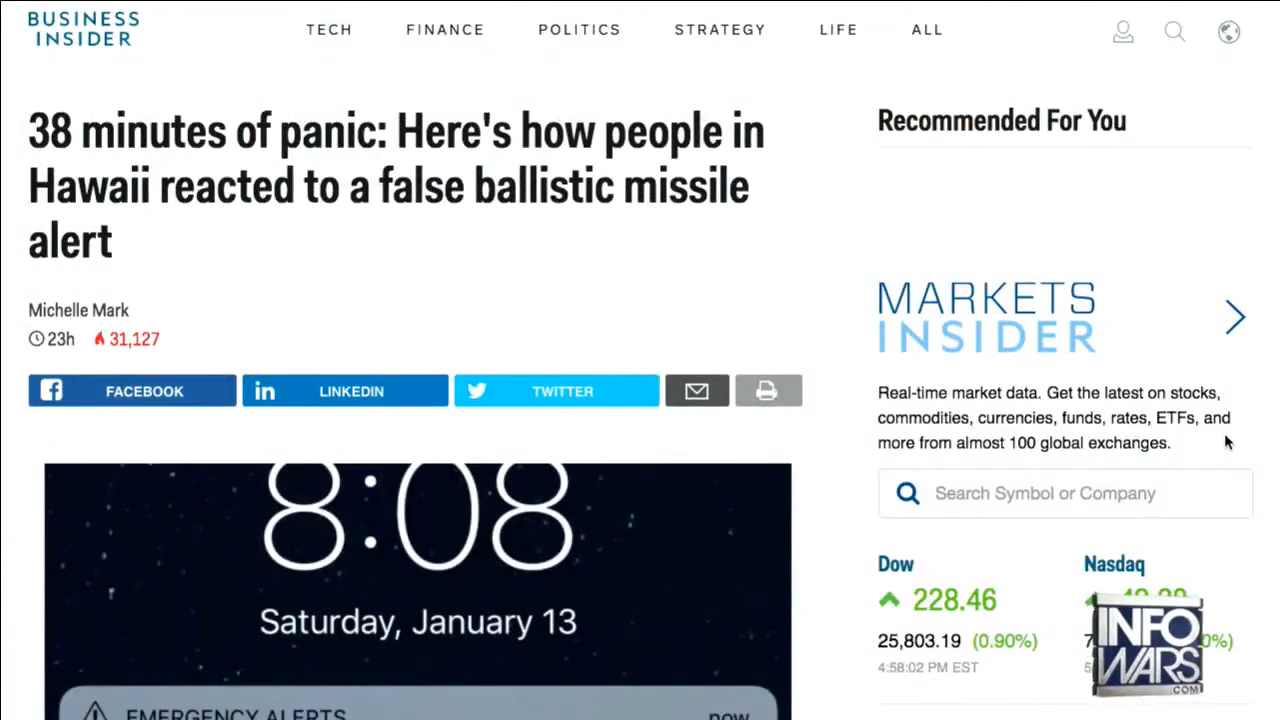 BUSINESS
INSIDER
TECH FINANCE POLITICS STRATEGY LIFE ALL
38 minutes of panic: Here's how people in
Hawaii reacted to a false ballistic missile
alert
Michelle Mark
23h 31,127
FACEBOOK LINKEDIN TWITTER
8:08
Saturday, January 13
EMERGENCY ALERTS now
Recommended For You
MARKETS
INSIDER
Real-time market data. Get the latest on stocks,
commodities, currencies, funds, rates, ETFs, and
more from almost 100 global exchanges.
Search Symbol or Company
Dow Nasdaq
228.46
25,803.19 (0.90%)
4:58:02 PM EST
INFO
WARS
.COM